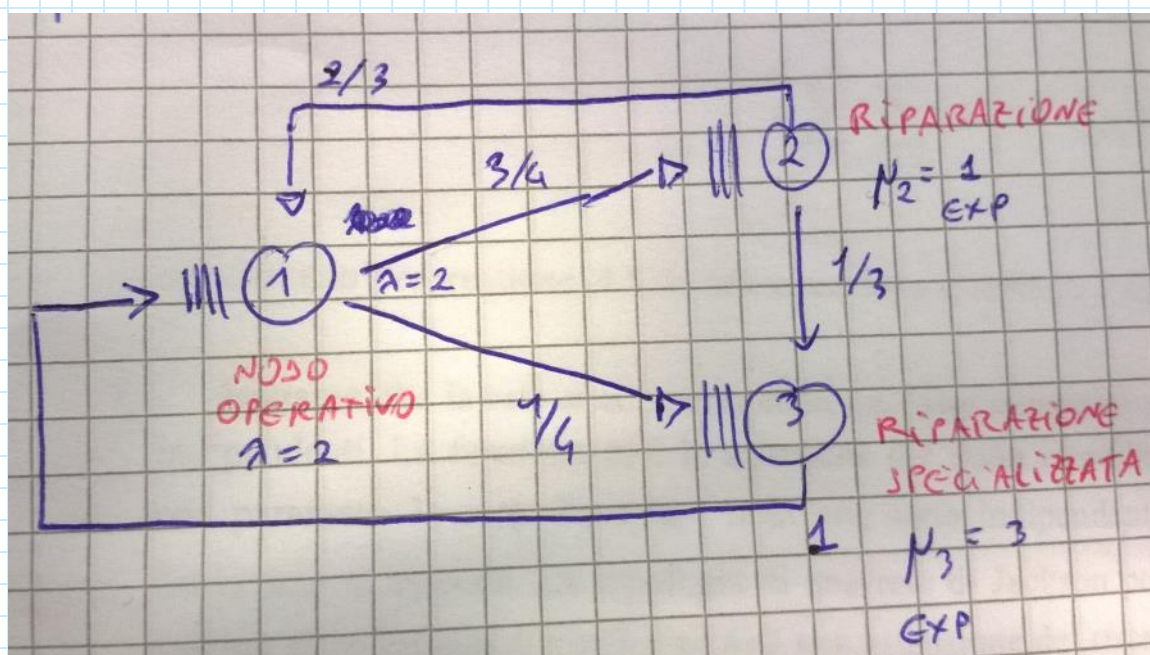 2/3
RIPARAZIONE
2
3/4
μ2 = 1
EXP
1
λ=2
1/3
NODO
OPERATIVO
λ=2
1/4
3
RIPARAZIONE
SPECIALIZZATA
1
μ3 = 3
EXP